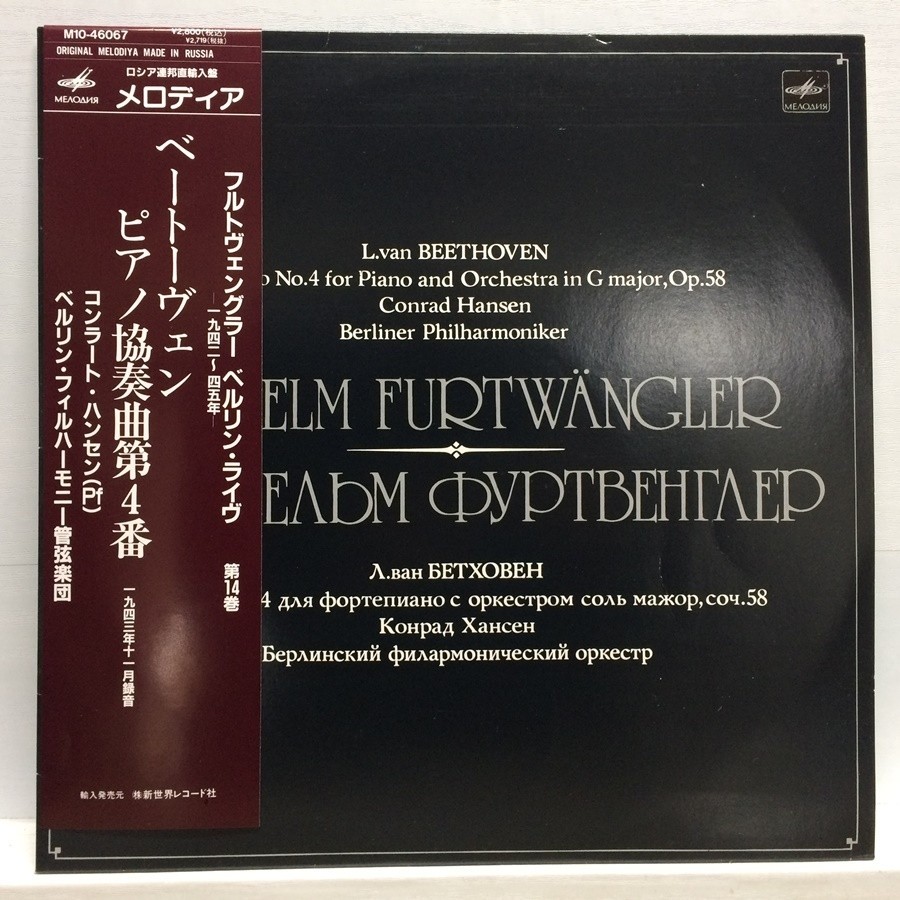 M10-46067
¥2,800(税込)
¥2,719(税抜)
ORIGINAL MELODIYA MADE IN RUSSIA
МЕЛОДИЯ
ロシア連邦直輸入盤
メロディア
フルトヴェングラー ベルリン・ライヴ 第14巻
—一九四二〜四五年—
ベートーヴェン
ピアノ協奏曲第4番 一九四三年十一月録音
コンラート・ハンセン(Pf)
ベルリン・フィルハーモニー管弦楽団
輸入発売元 ㈱新世界レコード社
МЕЛОДИЯ
L.van BEETHOVEN
No.4 for Piano and Orchestra in G major,Op.58
Conrad Hansen
Berliner Philharmoniker
ELM FURTWÄNGLER
ЕЛЬМ ФУРТВЕНГЛЕР
Л.ван БЕТХОВЕН
4 для фортепиано с оркестром соль мажор,соч.58
Конрад Хансен
Берлинский филармонический оркестр